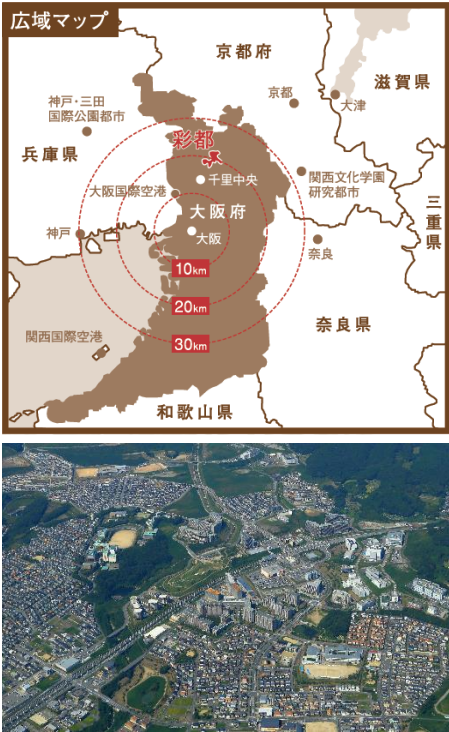 広域マップ
京都府
滋賀県
京都
大津
神戸・三田
国際公園都市
兵庫県
彩都
千里中央
関西文化学園
研究都市
大阪国際空港
大阪府
三重県
神戸
大阪
奈良
10km
20km
30km
関西国際空港
奈良県
和歌山県